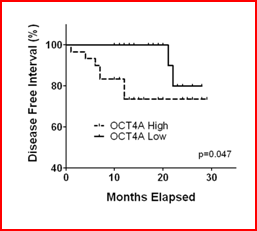 Disease Free Interval (%)
100
80
60
40
OCT4A High
OCT4A Low
p=0.047
0
10
20
30
40
Months Elapsed